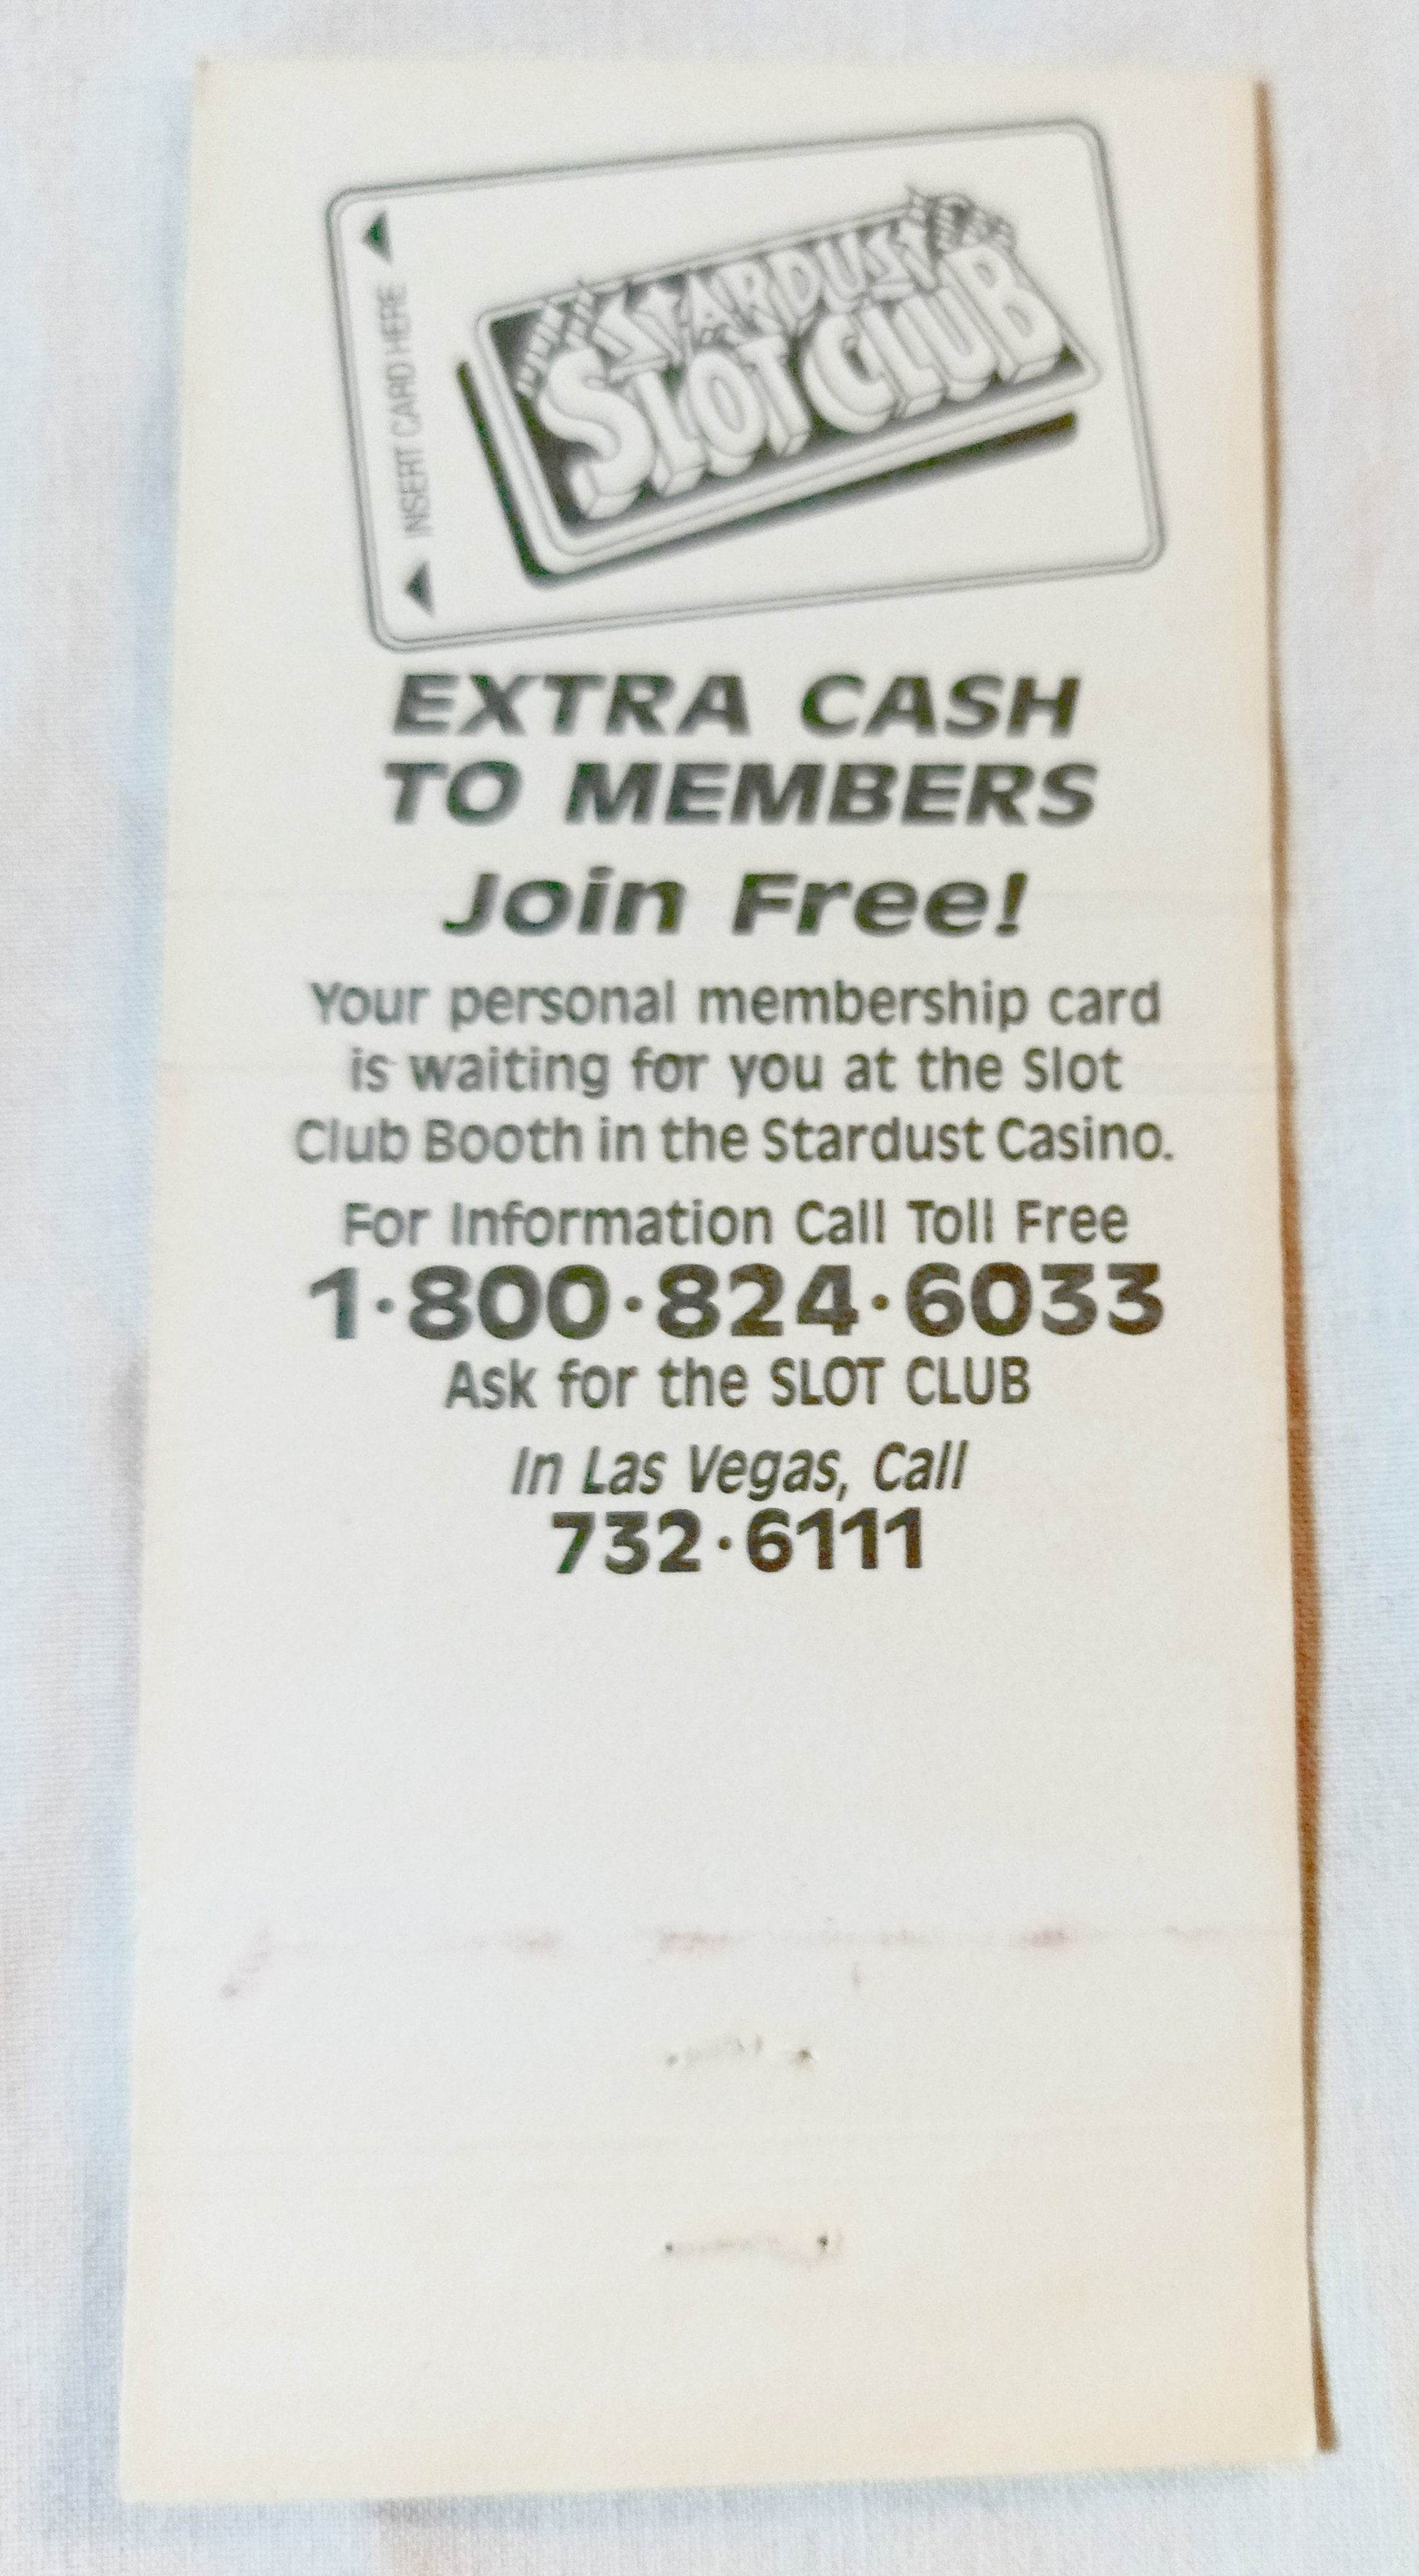 INSERT CARD HERE
STARDUST
SLOT CLUB
EXTRA CASH
TO MEMBERS
Join Free!
Your personal membership card
is waiting for you at the Slot
Club Booth in the Stardust Casino.
For Information Call Toll Free
1·800·824·6033
Ask for the SLOT CLUB
In Las Vegas, Call
732·6111